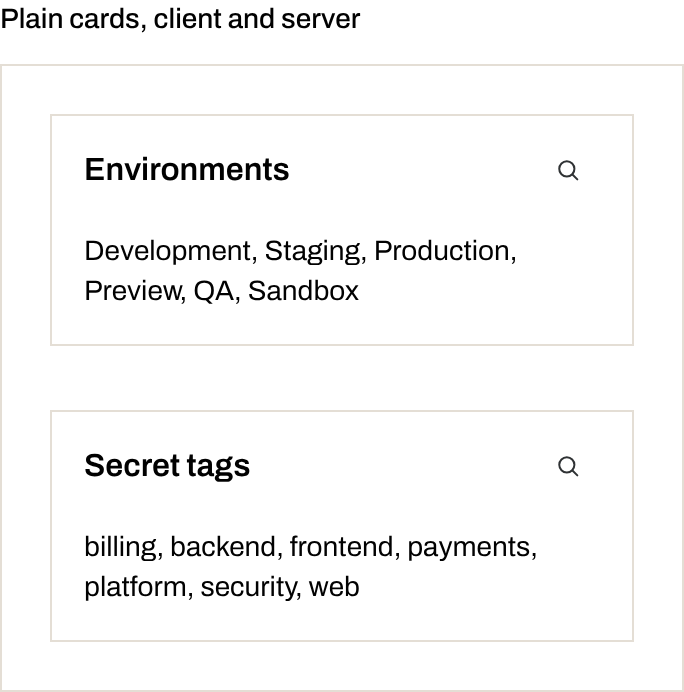 Plain cards, client and server
Environments
Development, Staging, Production,
Preview, QA, Sandbox
Secret tags
billing, backend, frontend, payments,
platform, security, web